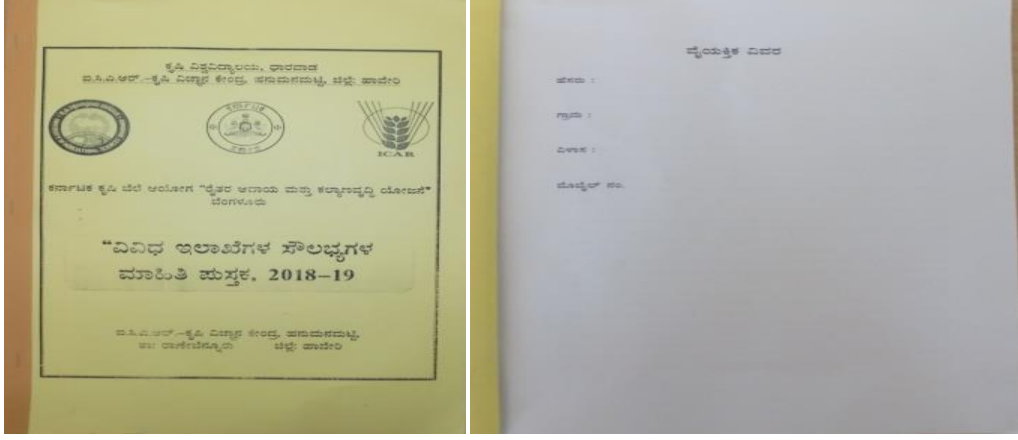 ಕೃಷಿ ವಿಶ್ವವಿದ್ಯಾಲಯ, ಧಾರವಾಡ
ಐ.ಸಿ.ಎ.ಆರ್.-ಕೃಷಿ ವಿಜ್ಞಾನ ಕೇಂದ್ರ, ಹನುಮನಮಟ್ಟಿ, ಜಿಲ್ಲೆ: ಹಾವೇರಿ
ICAR
ಕರ್ನಾಟಕ ಕೃಷಿ ಬೆಲೆ ಆಯೋಗ "ರೈತರ ಆದಾಯ ಮತ್ತು ಕಲ್ಯಾಣವೃದ್ಧಿ ಯೋಜನೆ"
ಬೆಂಗಳೂರು
"ವಿವಿಧ ಇಲಾಖೆಗಳ ಸೌಲಭ್ಯಗಳ
ಮಾಹಿತಿ ಪುಸ್ತಕ, 2018-19
ಐ.ಸಿ.ಎ.ಆರ್.-ಕೃಷಿ ವಿಜ್ಞಾನ ಕೇಂದ್ರ, ಹನುಮನಮಟ್ಟಿ,
ತಾ: ರಾಣೇಬೆನ್ನೂರು ಜಿಲ್ಲೆ: ಹಾವೇರಿ
ವೈಯಕ್ತಿಕ ವಿವರ
ಹೆಸರು :
ಗ್ರಾಮ :
ವಿಳಾಸ :
ಮೊಬೈಲ್ ನಂ.